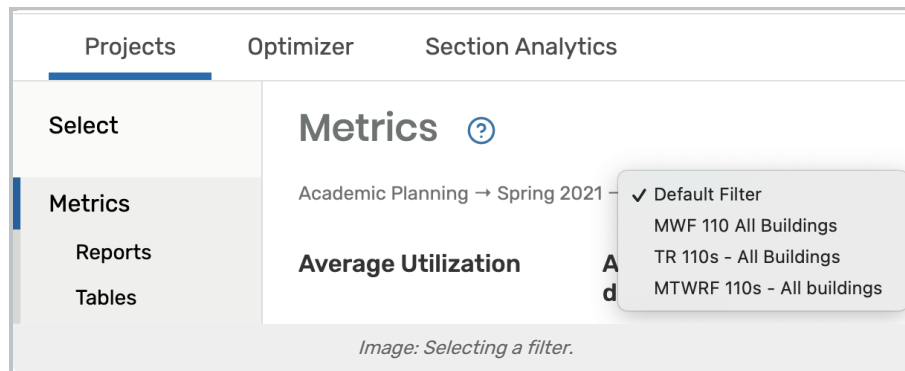 Projects Optimizer Section Analytics
Select
Metrics
Metrics ?
Reports
Tables
Academic Planning → Spring 2021 →
✓ Default Filter
MWF 110 All Buildings
TR 110s - All Buildings
MTWRF 110s - All buildings
Average Utilization
Image: Selecting a filter.